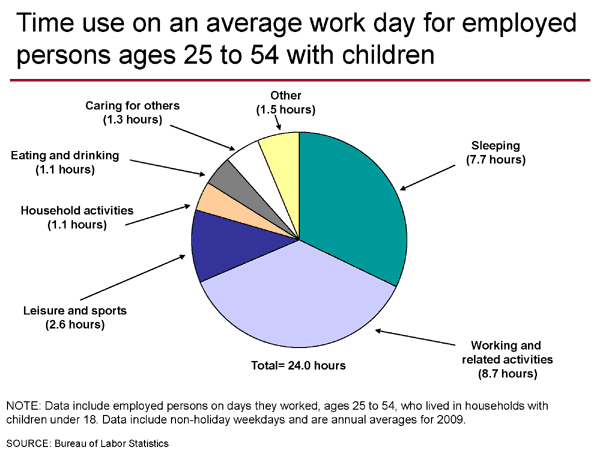 Time use on an average work day for employed
persons ages 25 to 54 with children
Other
(1.5 hours)
Caring for others
(1.3 hours)
Sleeping
(7.7 hours)
Eating and drinking
(1.1 hours)
Household activities
(1.1 hours)
Leisure and sports
(2.6 hours)
Working and
related activities
(8.7 hours)
Total= 24.0 hours
NOTE: Data include employed persons on days they worked, ages 25 to 54, who lived in households with
children under 18. Data include non-holiday weekdays and are annual averages for 2009.
SOURCE: Bureau of Labor Statistics